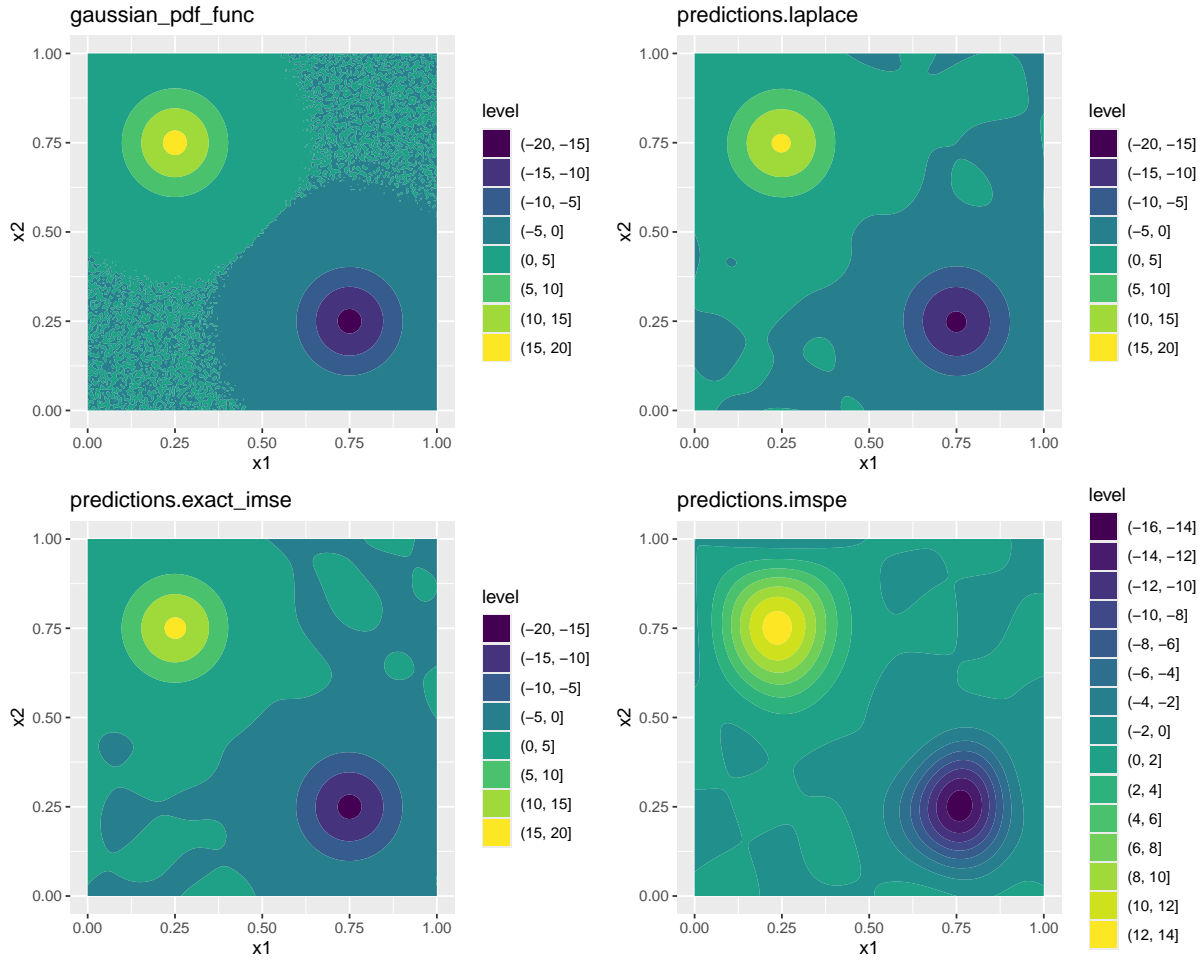 gaussian_pdf_func
1.00
0.75
0.50
0.25
0.00
x2
0.00 0.25 0.50 0.75 1.00
x1
level
(−20, −15]
(−15, −10]
(−10, −5]
(−5, 0]
(0, 5]
(5, 10]
(10, 15]
(15, 20]
predictions.laplace
1.00
0.75
0.50
0.25
0.00
x2
0.00 0.25 0.50 0.75 1.00
x1
level
(−20, −15]
(−15, −10]
(−10, −5]
(−5, 0]
(0, 5]
(5, 10]
(10, 15]
(15, 20]
predictions.exact_imse
1.00
0.75
0.50
0.25
0.00
x2
0.00 0.25 0.50 0.75 1.00
x1
level
(−20, −15]
(−15, −10]
(−10, −5]
(−5, 0]
(0, 5]
(5, 10]
(10, 15]
(15, 20]
predictions.imspe
1.00
0.75
0.50
0.25
0.00
x2
0.00 0.25 0.50 0.75 1.00
x1
level
(−16, −14]
(−14, −12]
(−12, −10]
(−10, −8]
(−8, −6]
(−6, −4]
(−4, −2]
(−2, 0]
(0, 2]
(2, 4]
(4, 6]
(6, 8]
(8, 10]
(10, 12]
(12, 14]